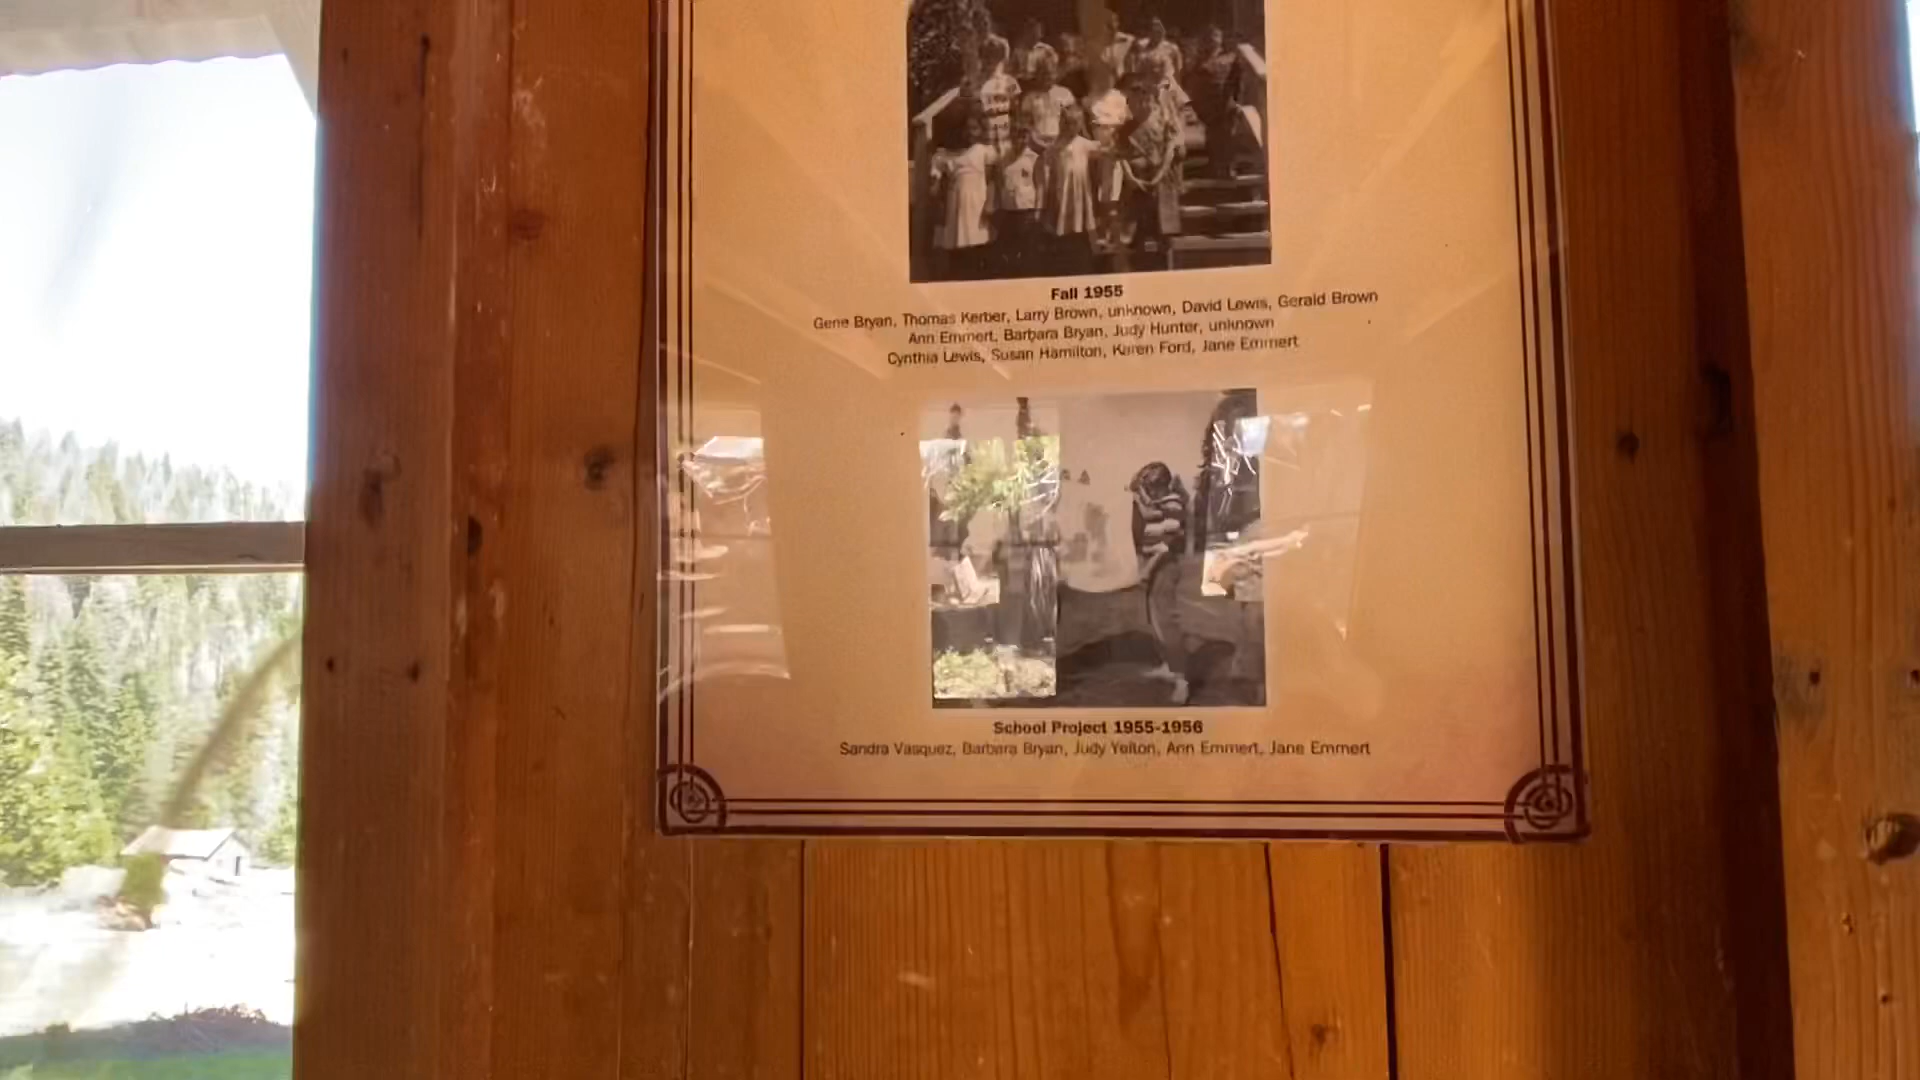 Fall 1955
Gene Bryan, Thomas Kerber, Larry Brown, unknown, David Lewis, Gerald Brown
Ann Emmert, Barbara Bryan, Judy Hunter, unknown
Cynthia Lewis, Susan Hamilton, Karen Ford, Jane Emmert
School Project 1955-1956
Sandra Vasquez, Barbara Bryan, Judy Yelton, Ann Emmert, Jane Emmert